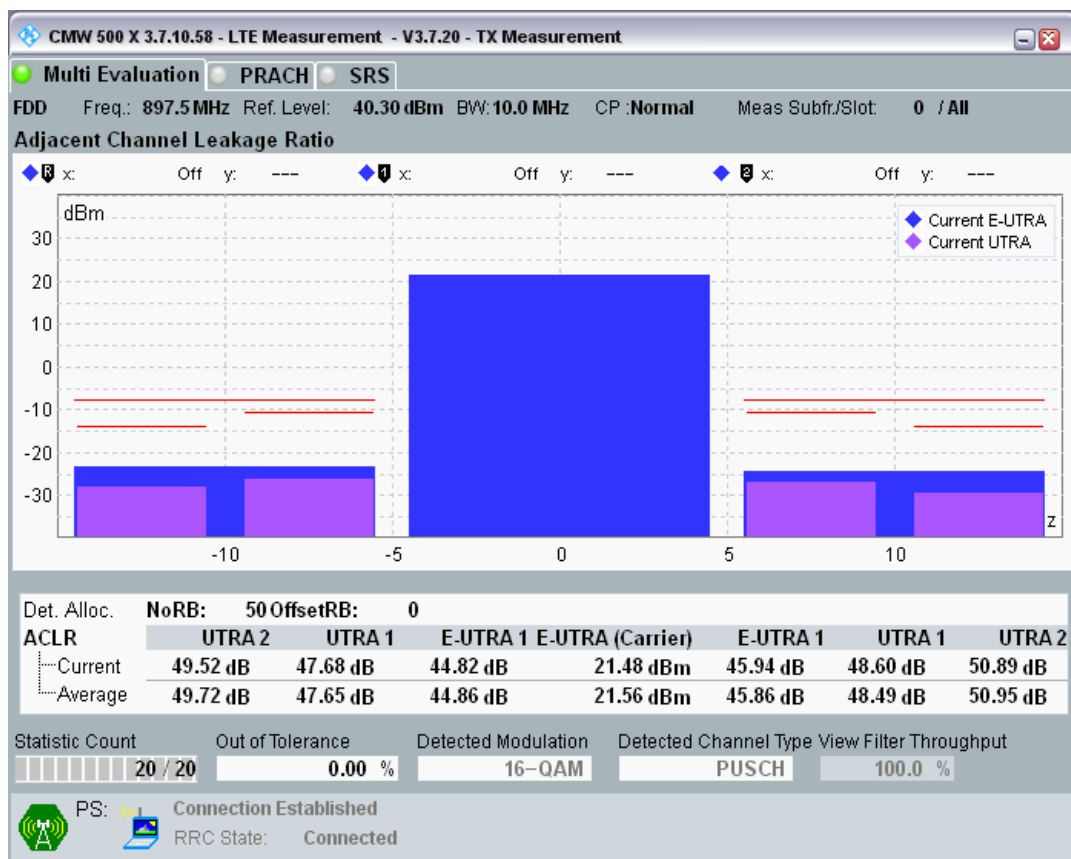 CMW 500 X 3.7.10.58 - LTE Measurement - V3.7.20 - TX Measurement
Multi Evaluation PRACH SRS
FDD Freq.: 897.5 MHz Ref. Level: 40.30 dBm BW: 10.0 MHz CP :Normal Meas Subfr./Slot: 0 / All
Adjacent Channel Leakage Ratio
R x: Off y: --- 1 x: Off y: --- 2 x: Off y: ---
dBm
Current E-UTRA
Current UTRA
30
20
10
0
-10
-20
-30
z
-10 -5 0 5 10
Det. Alloc. NoRB: 50 OffsetRB: 0
ACLR UTRA 2 UTRA 1 E-UTRA 1 E-UTRA (Carrier) E-UTRA 1 UTRA 1 UTRA 2
Current 49.52 dB 47.68 dB 44.82 dB 21.48 dBm 45.94 dB 48.60 dB 50.89 dB
Average 49.72 dB 47.65 dB 44.86 dB 21.56 dBm 45.86 dB 48.49 dB 50.95 dB
Statistic Count Out of Tolerance Detected Modulation Detected Channel Type View Filter Throughput
20 / 20 0.00 % 16-QAM PUSCH 100.0 %
PS: Connection Established
RRC State: Connected